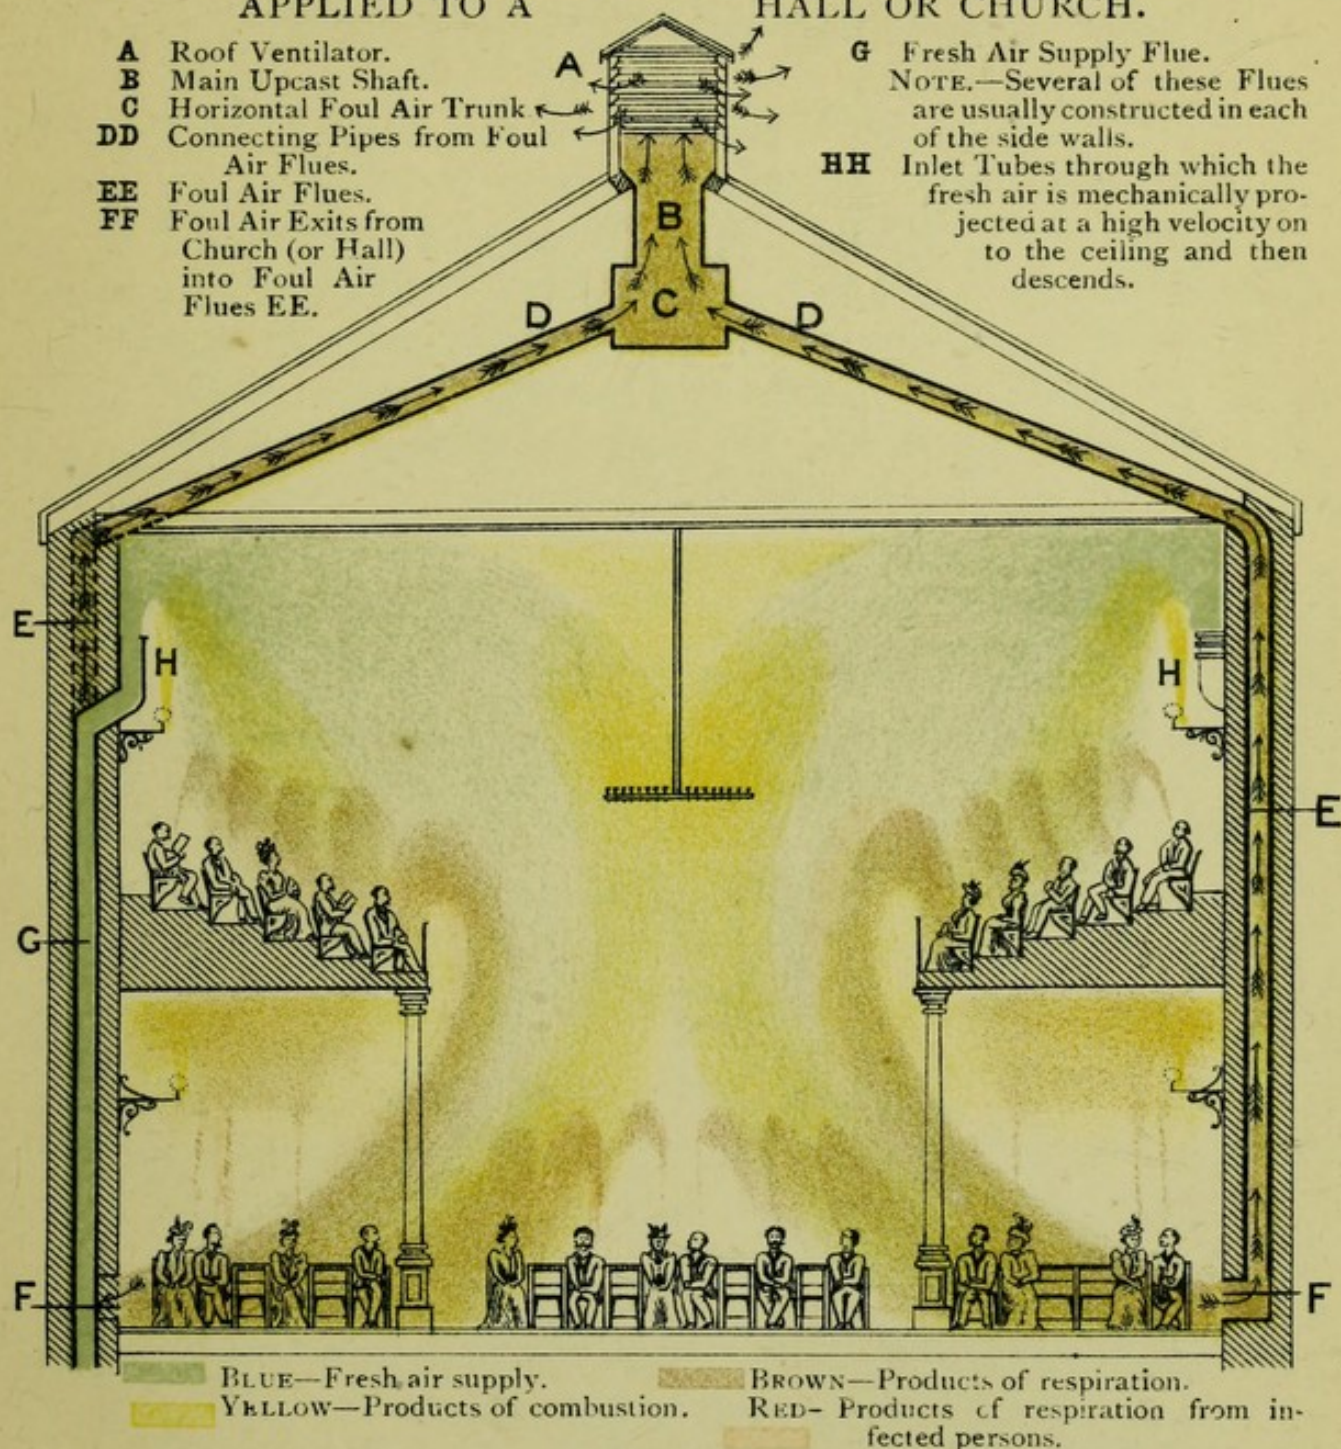 APPLIED TO A HALL OR CHURCH.
A Roof Ventilator.
B Main Upcast Shaft.
C Horizontal Foul Air Trunk
DD Connecting Pipes from Foul
Air Flues.
EE Foul Air Flues.
FF Foul Air Exits from
Church (or Hall)
into Foul Air
Flues EE.
G Fresh Air Supply Flue.
NOTE.—Several of these Flues
are usually constructed in each
of the side walls.
HH Inlet Tubes through which the
fresh air is mechanically pro-
jected at a high velocity on
to the ceiling and then
descends.
A
B
C
D D
E
H H
E
G
F F
BLUE—Fresh air supply.
YELLOW—Products of combustion.
BROWN—Products of respiration.
RED- Products of respiration from in-
fected persons.